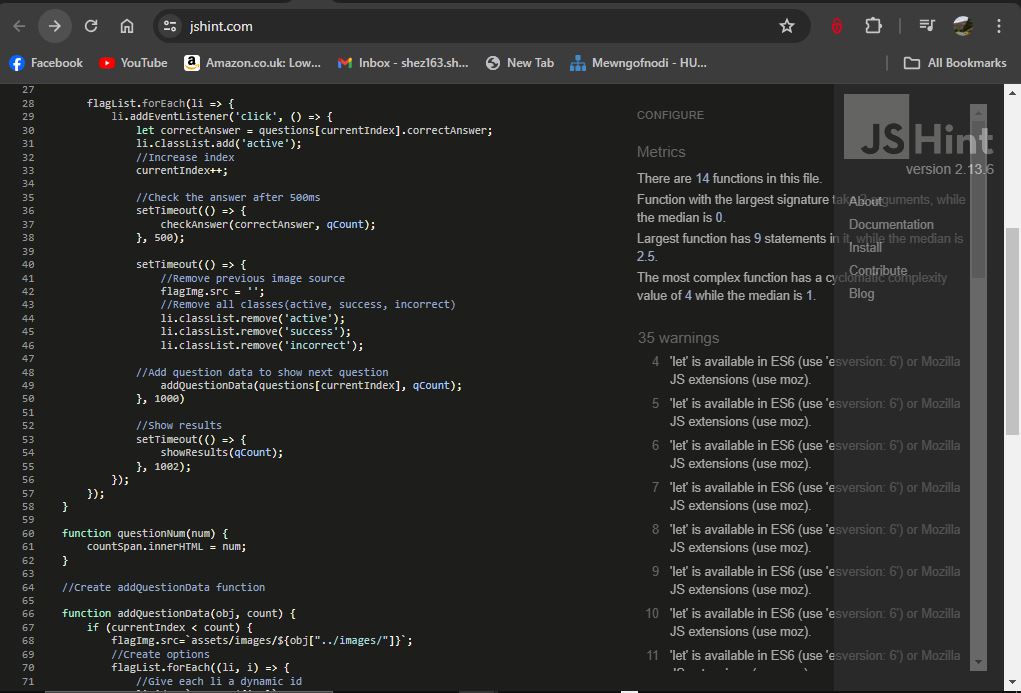 jshint.com
Facebook
YouTube
Amazon.co.uk: Low...
Inbox - shez163.sh...
New Tab
Mewngofnodi - HU...
All Bookmarks
27
28 flagList.forEach(li => {
29 li.addEventListener('click', () => {
30 let correctAnswer = questions[currentIndex].correctAnswer;
31 li.classList.add('active');
32 //Increase index
33 currentIndex++;
34
35 //Check the answer after 500ms
36 setTimeout(() => {
37 checkAnswer(correctAnswer, qCount);
38 }, 500);
39
40 setTimeout(() => {
41 //Remove previous image source
42 flagImg.src = '';
43 //Remove all classes(active, success, incorrect)
44 li.classList.remove('active');
45 li.classList.remove('success');
46 li.classList.remove('incorrect');
47
48 //Add question data to show next question
49 addQuestionData(questions[currentIndex], qCount);
50 }, 1000)
51
52 //Show results
53 setTimeout(() => {
54 showResults(qCount);
55 }, 1002);
56 });
57 });
58 }
59
60 function questionNum(num) {
61 countSpan.innerHTML = num;
62 }
63
64 //Create addQuestionData function
65
66 function addQuestionData(obj, count) {
67 if (currentIndex < count) {
68 flagImg.src=`assets/images/${obj["../images/"]}`;
69 //Create options
70 flagList.forEach((li, i) => {
71 //Give each li a dynamic id
CONFIGURE
Metrics
There are 14 functions in this file.
Function with the largest signature take 2 arguments, while
the median is 0.
Largest function has 9 statements in it, while the median is
2.5.
The most complex function has a cyclomatic complexity
value of 4 while the median is 1.
35 warnings
4 'let' is available in ES6 (use 'esversion: 6') or Mozilla
JS extensions (use moz).
5 'let' is available in ES6 (use 'esversion: 6') or Mozilla
JS extensions (use moz).
6 'let' is available in ES6 (use 'esversion: 6') or Mozilla
JS extensions (use moz).
7 'let' is available in ES6 (use 'esversion: 6') or Mozilla
JS extensions (use moz).
8 'let' is available in ES6 (use 'esversion: 6') or Mozilla
JS extensions (use moz).
9 'let' is available in ES6 (use 'esversion: 6') or Mozilla
JS extensions (use moz).
10 'let' is available in ES6 (use 'esversion: 6') or Mozilla
JS extensions (use moz).
11 'let' is available in ES6 (use 'esversion: 6') or Mozilla
JSHint
version 2.13.6
About
Documentation
Install
Contribute
Blog